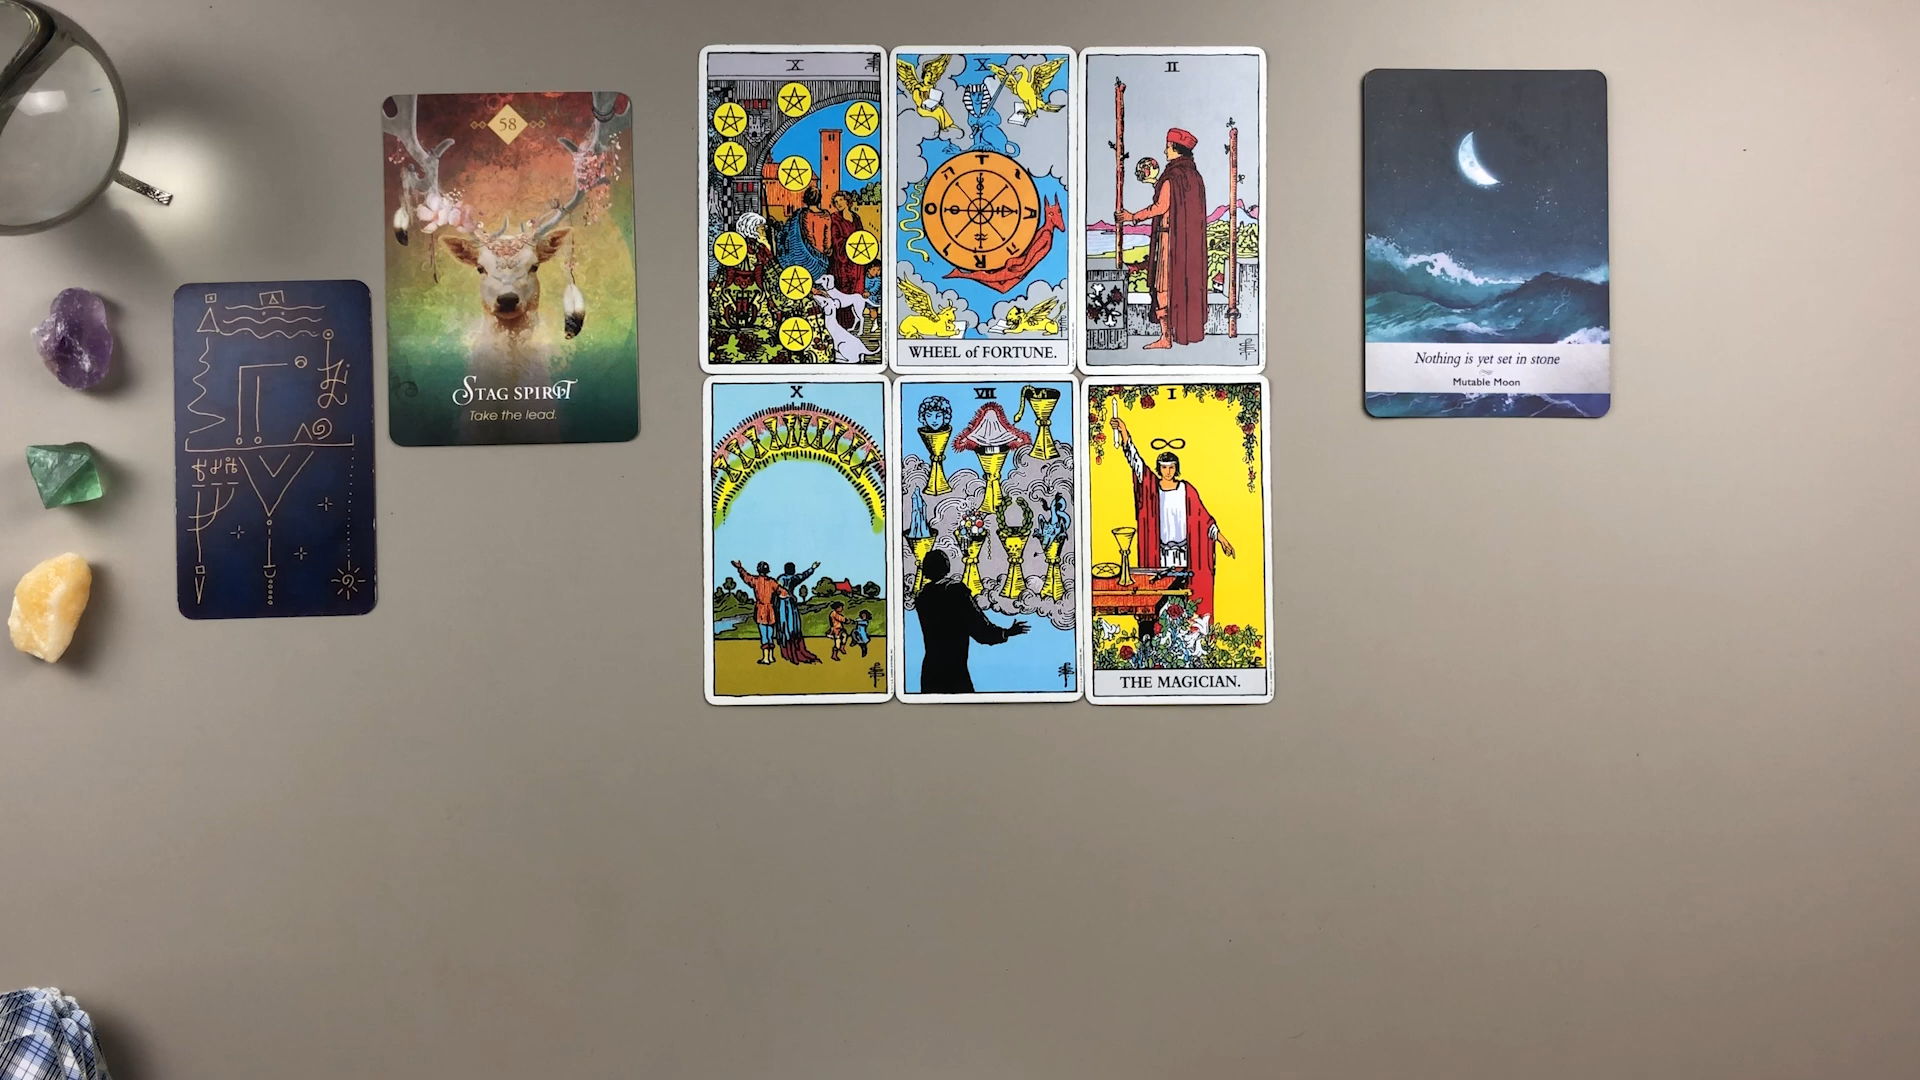 58
STAG SPIRIT
Take the lead.
X
X
WHEEL of FORTUNE.
II
X
VII
I
THE MAGICIAN.
Nothing is yet set in stone
Mutable Moon